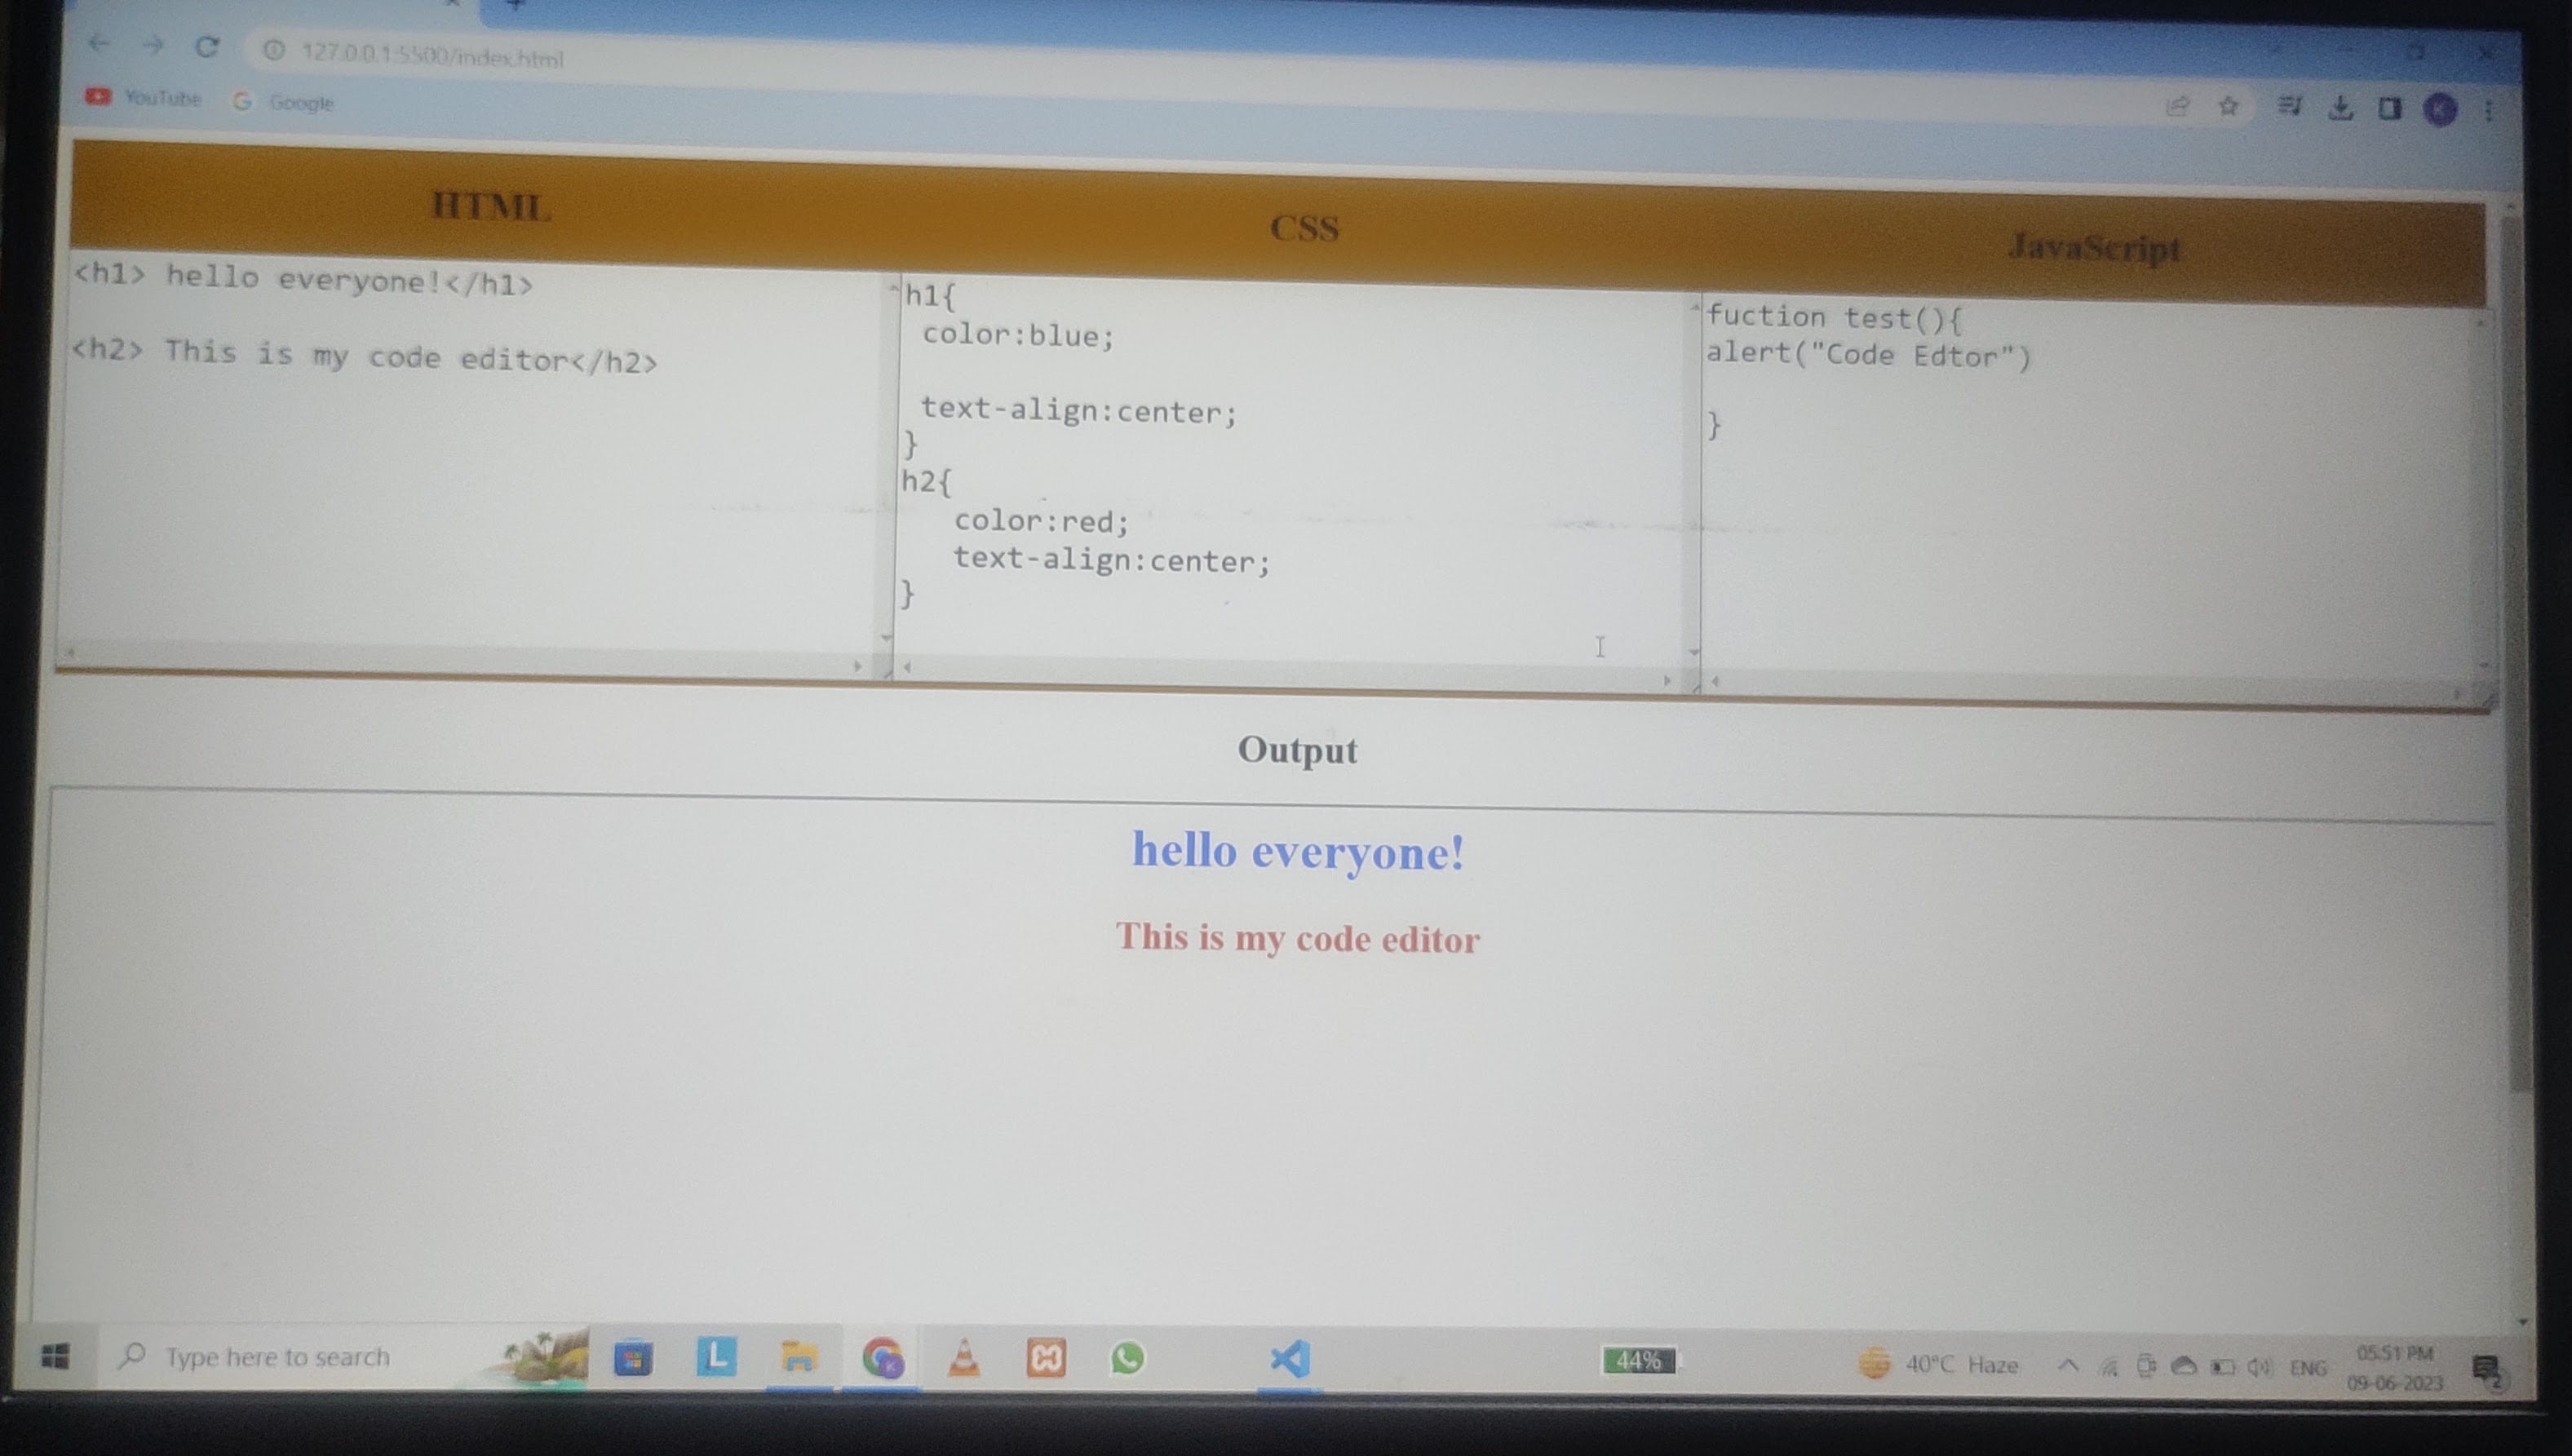 127.0.0.1:5500/index.html
YouTube Google
HTML CSS JavaScript
<h1> hello everyone!</h1>
<h2> This is my code editor</h2>
h1{
color:blue;
text-align:center;
}
h2{
color:red;
text-align:center;
}
fuction test(){
alert("Code Edtor")
}
Output
hello everyone!
This is my code editor
Type here to search
L
K
44%
40°C Haze
ENG
05:51 PM
09-06-2023
2